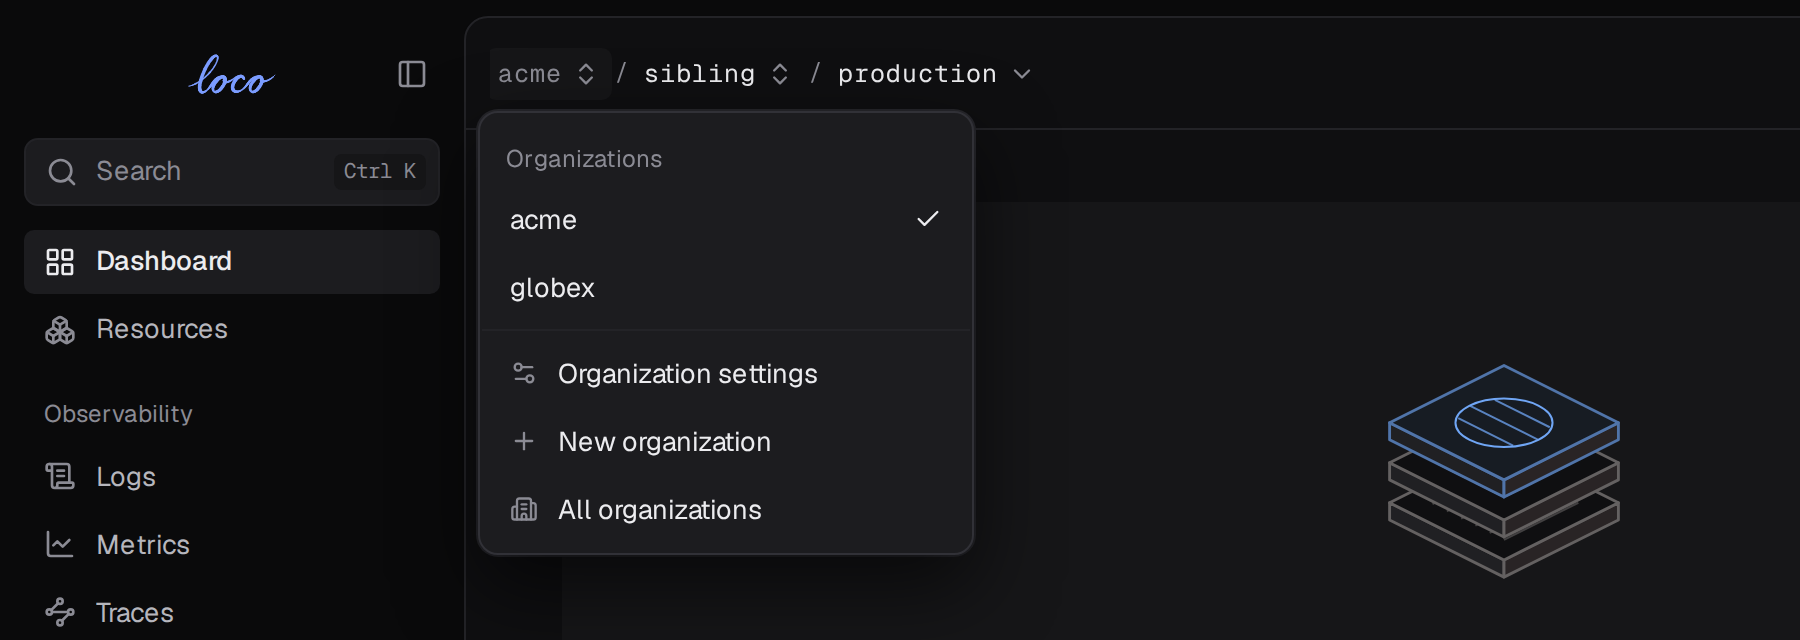 loco
acme / sibling / production
Search Ctrl K
Dashboard
Resources
Observability
Logs
Metrics
Traces
Organizations
acme
globex
Organization settings
New organization
All organizations